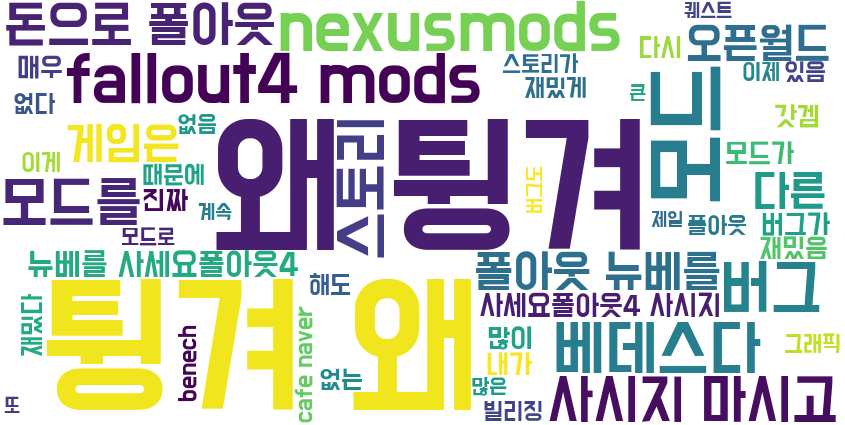 돈으로 폴아웃
nexusmods
퀘스트
매우
fallout4 mods
스토리가
다시
오픈월드
재밌게
이제
있음
없다
큰
게임은
없음
왜 튕겨
스토리
모드
갓겜
이게
때문에
모드가
모드를
진짜
계속
버그도
다른
모드로
제일
폴아웃
버그가
재밌음
뉴베를 사세요폴아웃4
해도
폴아웃 뉴베를
버그
튕겨 왜
사세요폴아웃4 사시지
재밌다
benech
cafe naver
없는
많이
내가
베데스다
그래픽
많은
빌리징
사시지 마시고
또